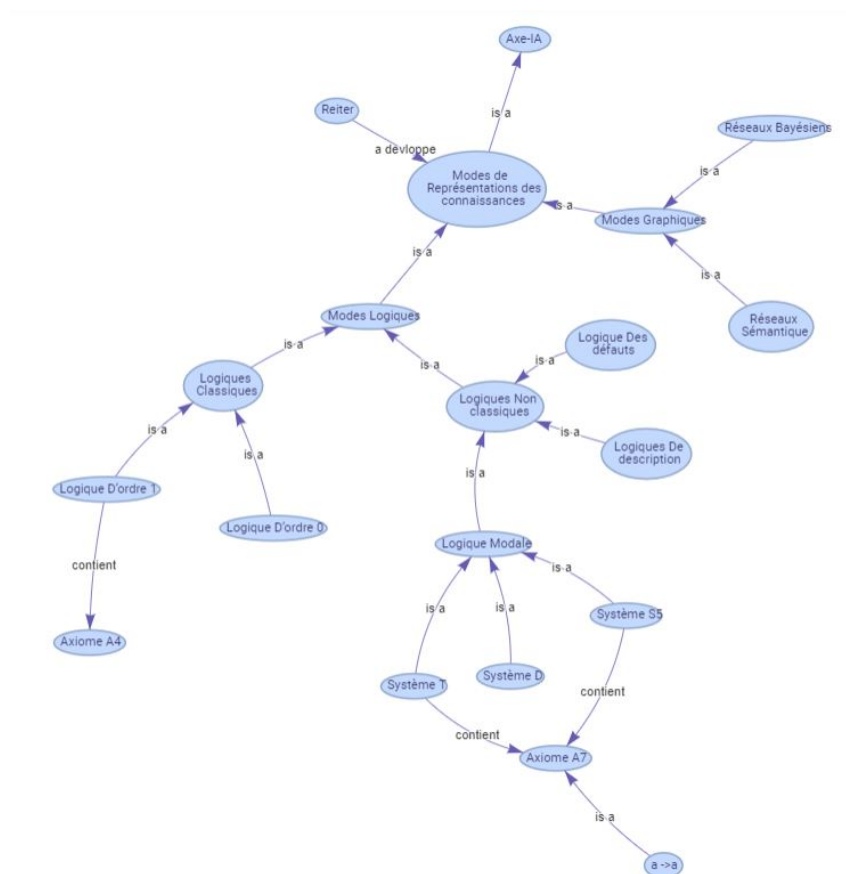 Axe-IA
is a
Reiter
a devloppe
Réseaux Bayésiens
is a
Modes de
Représentations des
connaissances
is a
Modes Graphiques
is a
is a
Réseaux
Sémantique
Modes Logiques
is a
Logique Des
défauts
is a
is a
Logiques
Classiques
Logiques Non
classiques
is a
Logiques De
description
is a
is a
is a
Logique D'ordre 1
Logique D'ordre 0
Logique Modale
contient
is a
is a
is a
Système S5
Axiome A4
Système T
Système D
contient
contient
Axiome A7
is a
a ->a